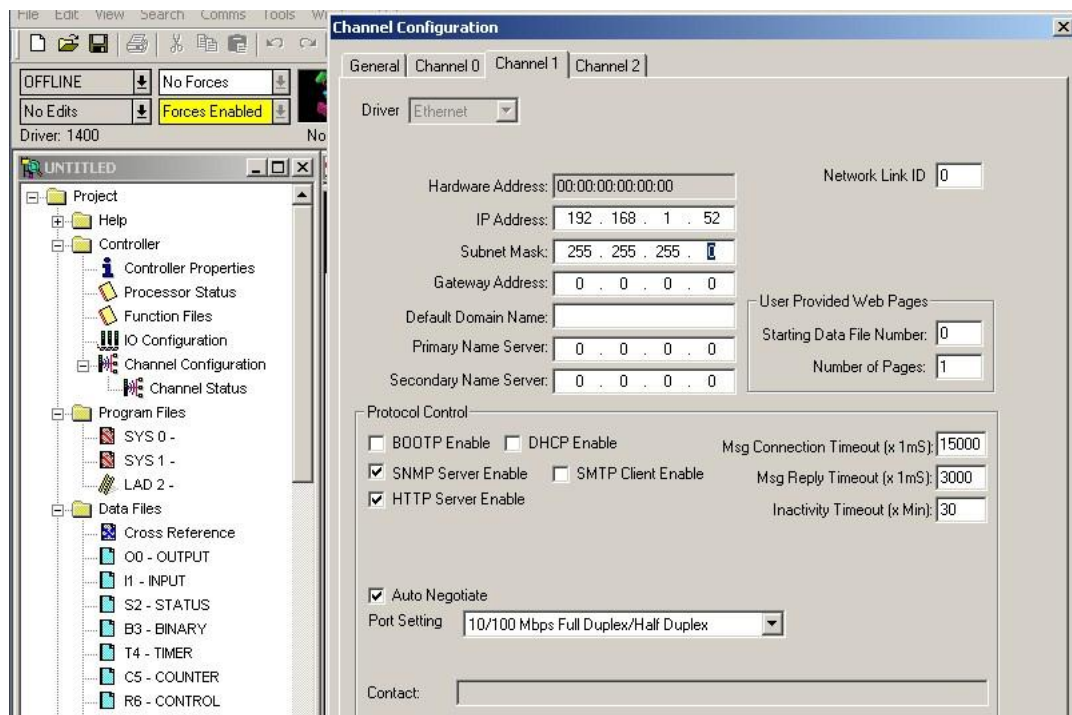 File Edit View Search Comms Tools
OFFLINE
No Forces
No Edits
Forces Enabled
Driver: 1400
No
UNTITLED
Project
Help
Controller
Controller Properties
Processor Status
Function Files
IO Configuration
Channel Configuration
Channel Status
Program Files
SYS 0 -
SYS 1 -
LAD 2 -
Data Files
Cross Reference
O0 - OUTPUT
I1 - INPUT
S2 - STATUS
B3 - BINARY
T4 - TIMER
C5 - COUNTER
R6 - CONTROL
Channel Configuration
General Channel 0 Channel 1 Channel 2
Driver Ethernet
Hardware Address: 00:00:00:00:00:00
Network Link ID 0
IP Address: 192 . 168 . 1 . 52
Subnet Mask: 255 . 255 . 255 . 0
Gateway Address: 0 . 0 . 0 . 0
Default Domain Name:
Primary Name Server: 0 . 0 . 0 . 0
Secondary Name Server: 0 . 0 . 0 . 0
User Provided Web Pages
Starting Data File Number: 0
Number of Pages: 1
Protocol Control
BOOTP Enable DHCP Enable
SNMP Server Enable SMTP Client Enable
HTTP Server Enable
Msg Connection Timeout (x 1mS): 15000
Msg Reply Timeout (x 1mS): 3000
Inactivity Timeout (x Min): 30
Auto Negotiate
Port Setting 10/100 Mbps Full Duplex/Half Duplex
Contact: